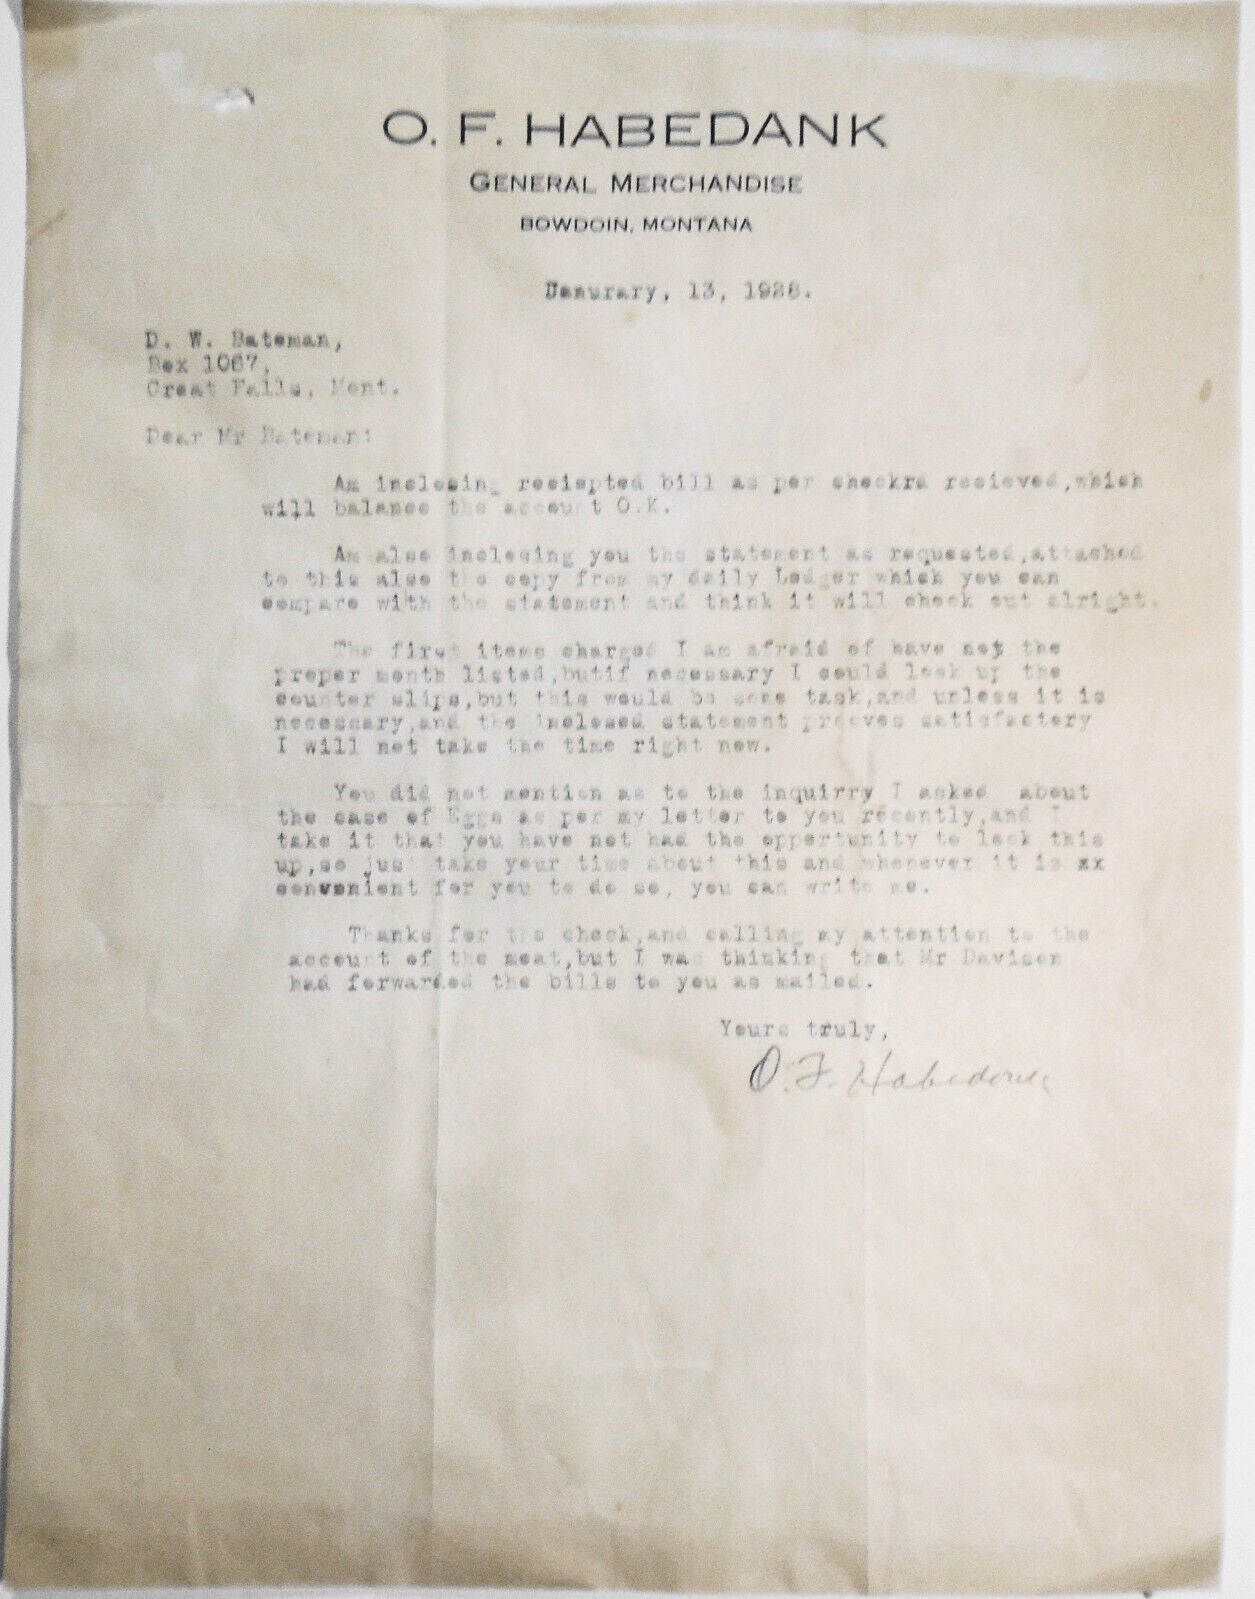 O. F. HABEDANK
GENERAL MERCHANDISE
BOWDOIN, MONTANA
Janurary, 13, 1928.
D. W. Bateman,
Box 1067,
Great Falls, Mont.
Dear Mr Bateman:
Am inclosing reciepted bill as per checkrd recieved,which
will balance the account O.K.
Am also inclosing you the statement as requested,attached
to this also the copy from my daily Ledger which you can
compare with the statement and think it will check out alright.
The first items charged I am afraid of have not the
proper month listed,butif necessary I could look up the
counter slips,but this would be some task,and unless it is
necessary,and the inclosed statement prooves satisfactory
I will not take the time right now.
You did not mention as to the inquirry I asked about
the case of Eggs as per my letter to you recently,and I
take it that you have not had the opportunity to look this
up,so just take your time about this and whenever it is xx
convenient for you to do so, you can write me.
Thanks for the check,and calling my attention to the
account of the meat,but I was thinking that Mr Davison
had forwarded the bills to you as mailed.
Yours truly,
O. F. Habedank